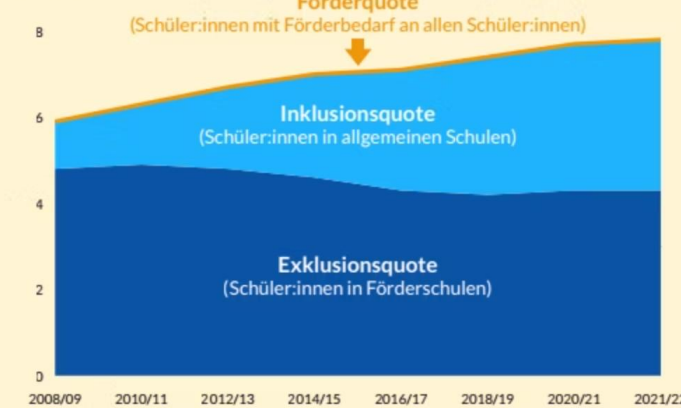 Förderquote
(Schüler:innen mit Förderbedarf an allen Schüler:innen)
8
6
Inklusionsquote
(Schüler:innen in allgemeinen Schulen)
4
Exklusionsquote
(Schüler:innen in Förderschulen)
2
0
2008/09 2010/11 2012/13 2014/15 2016/17 2018/19 2020/21